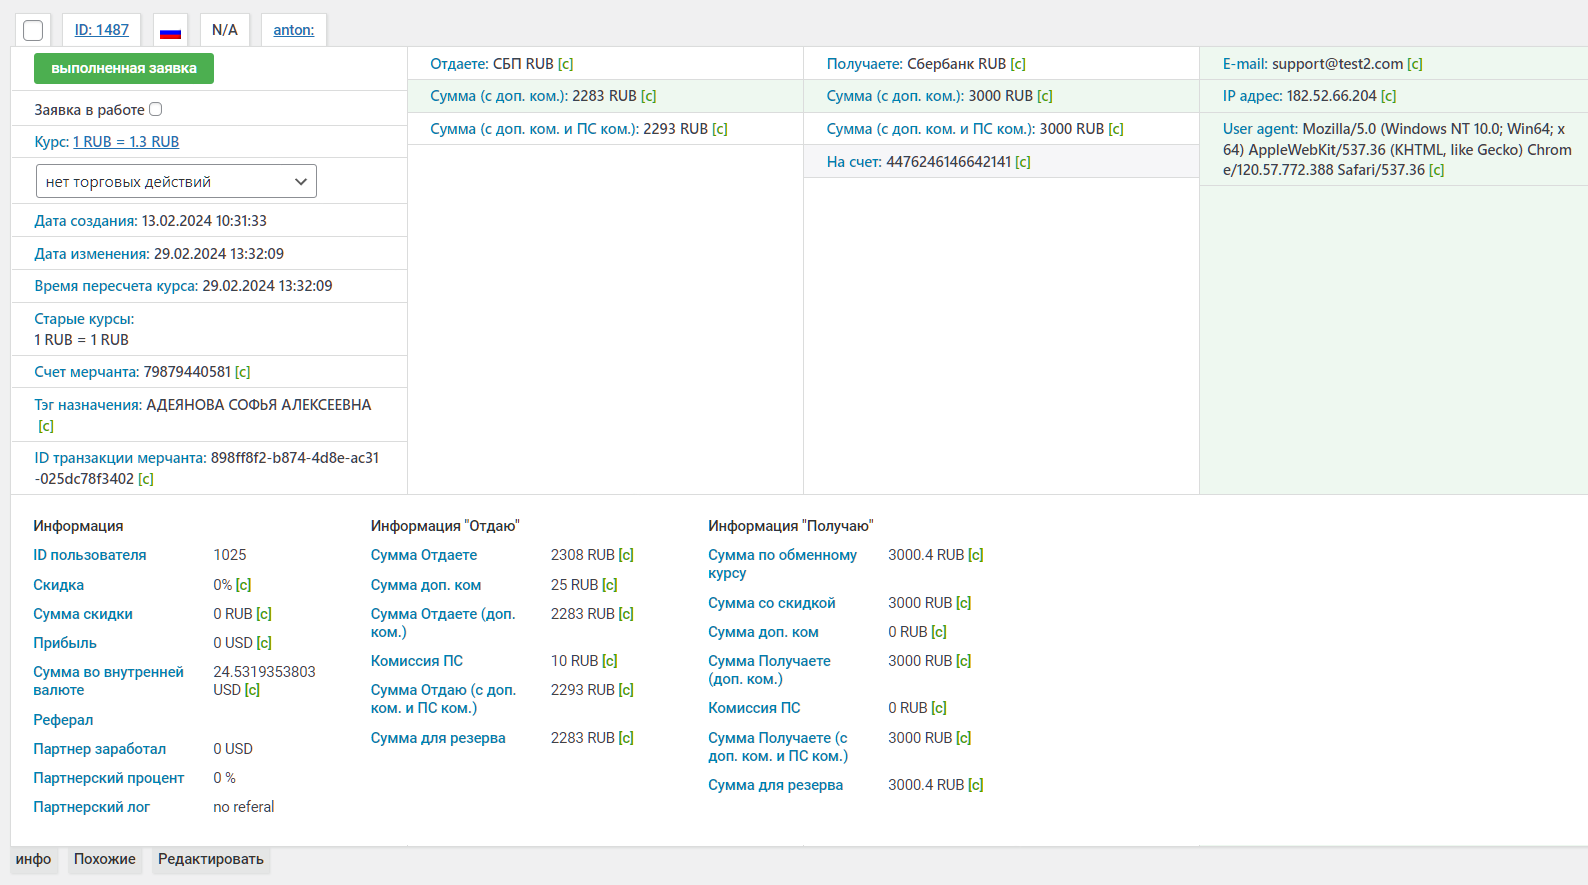 ID: 1487
N/A
anton:
выполненная заявка
Заявка в работе
Курс: 1 RUB = 1.3 RUB
нет торговых действий
Дата создания: 13.02.2024 10:31:33
Дата изменения: 29.02.2024 13:32:09
Время пересчета курса: 29.02.2024 13:32:09
Старые курсы:
1 RUB = 1 RUB
Счет мерчанта: 79879440581 [c]
Тэг назначения: АДЕЯНОВА СОФЬЯ АЛЕКСЕЕВНА
[c]
ID транзакции мерчанта: 898ff8f2-b874-4d8e-ac31
-025dc78f3402 [c]
Отдаете: СБП RUB [c]
Сумма (с доп. ком.): 2283 RUB [c]
Сумма (с доп. ком. и ПС ком.): 2293 RUB [c]
Получаете: Сбербанк RUB [c]
Сумма (с доп. ком.): 3000 RUB [c]
Сумма (с доп. ком. и ПС ком.): 3000 RUB [c]
На счет: 4476246146642141 [c]
E-mail: support@test2.com [c]
IP адрес: 182.52.66.204 [c]
User agent: Mozilla/5.0 (Windows NT 10.0; Win64; x
64) AppleWebKit/537.36 (KHTML, like Gecko) Chrom
e/120.57.772.388 Safari/537.36 [c]
Информация
ID пользователя 1025
Скидка 0% [c]
Сумма скидки 0 RUB [c]
Прибыль 0 USD [c]
Сумма во внутренней 24.5319353803
валюте USD [c]
Реферал
Партнер заработал 0 USD
Партнерский процент 0 %
Партнерский лог no referal
Информация "Отдаю"
Сумма Отдаете 2308 RUB [c]
Сумма доп. ком 25 RUB [c]
Сумма Отдаете (доп. 2283 RUB [c]
ком.)
Комиссия ПС 10 RUB [c]
Сумма Отдаю (с доп. 2293 RUB [c]
ком. и ПС ком.)
Сумма для резерва 2283 RUB [c]
Информация "Получаю"
Сумма по обменному 3000.4 RUB [c]
курсу
Сумма со скидкой 3000 RUB [c]
Сумма доп. ком 0 RUB [c]
Сумма Получаете 3000 RUB [c]
(доп. ком.)
Комиссия ПС 0 RUB [c]
Сумма Получаете (с 3000 RUB [c]
доп. ком. и ПС ком.)
Сумма для резерва 3000.4 RUB [c]
инфо
Похожие
Редактировать